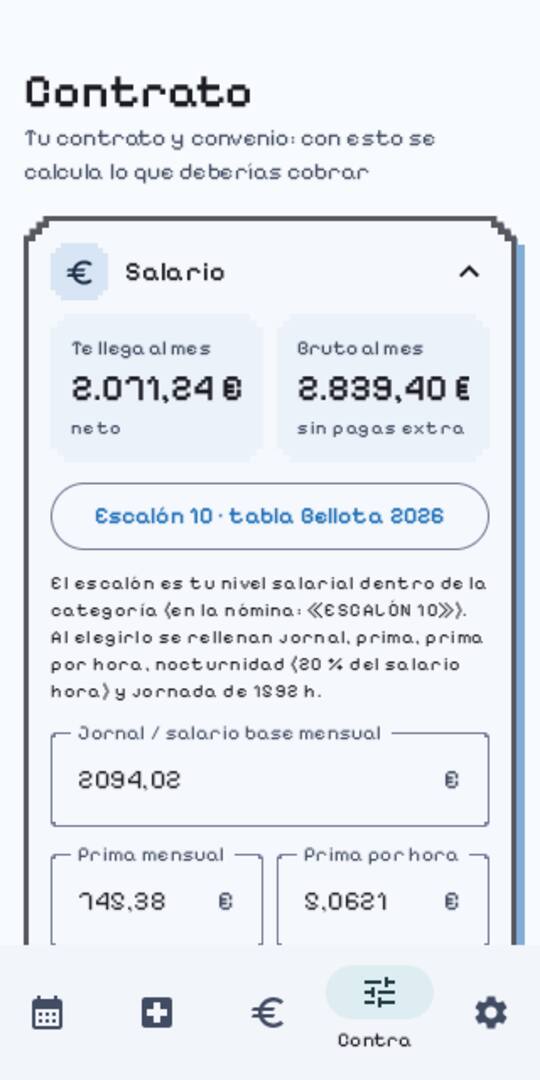 Contrato
Tu contrato y convenio: con esto se
calcula lo que deberías cobrar
€ Salario
Te llega al mes
2.071,24 €
neto
Bruto al mes
2.839,40 €
sin pagas extra
Escalón 10 · tabla Bellota 2026
El escalón es tu nivel salarial dentro de la
categoría (en la nómina: «ESCALÓN 10»).
Al elegirlo se rellenan jornal, prima, prima
por hora, nocturnidad (20 % del salario
hora) y jornada de 1592 h.
Jornal / salario base mensual
2094,02 €
Prima mensual
745,38 €
Prima por hora
5,0621 €
Contra